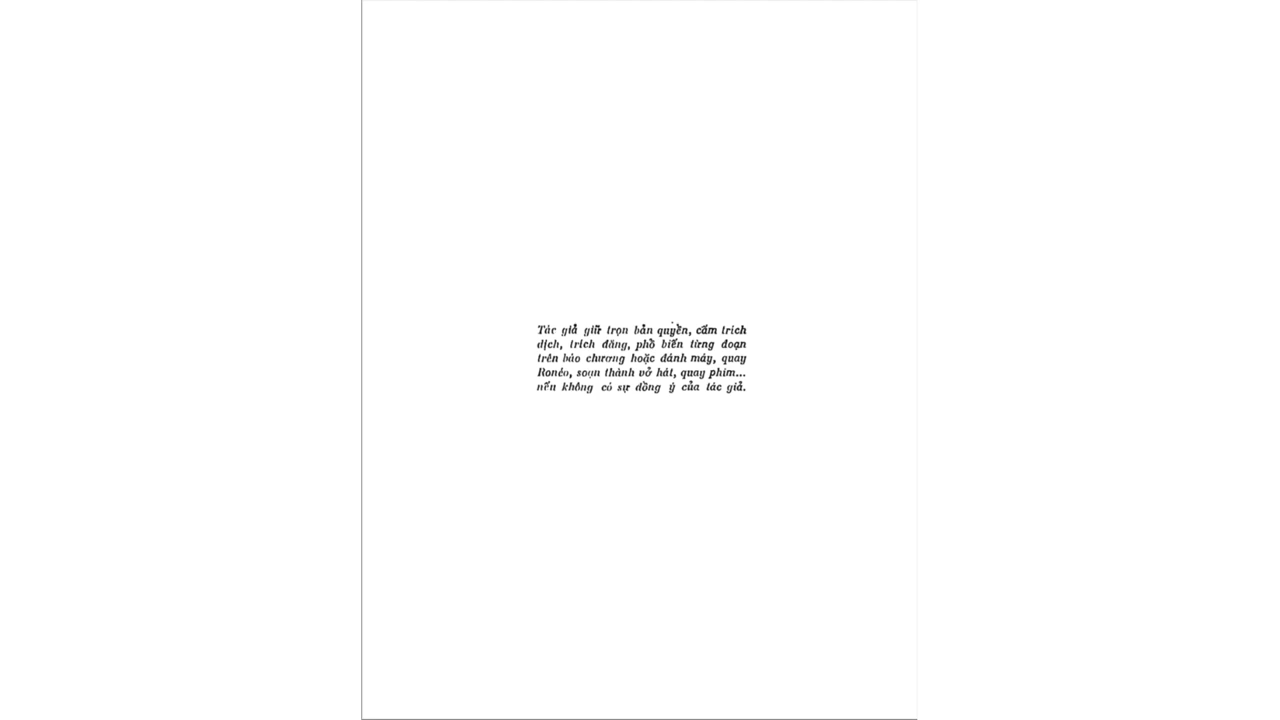 Tác giả giữ trọn bản quyền, cấm trích
dịch, trích đăng, phổ biến từng đoạn
trên báo chương hoặc đánh máy, quay
Ronéo, soạn thành vở hát, quay phim...
nếu không có sự đồng ý của tác giả.